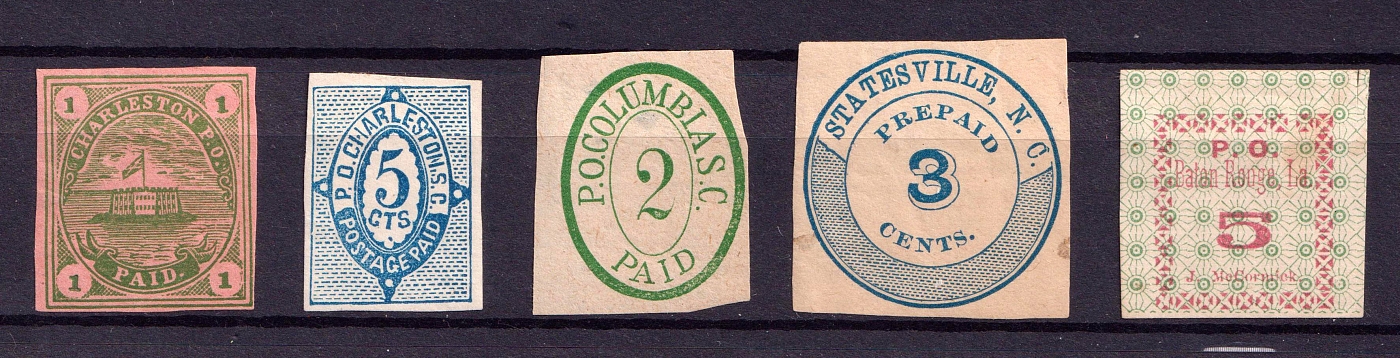 1 1
CHARLESTON P.O.
PAID.
1 1
P.O. CHARLESTON, S.C.
5
CTS
POSTAGE PAID
P.O. COLUMBIA S.C.
2
PAID
STATESVILLE, N. C.
PREPAID
3
CENTS.
P. O.
Baton Rouge, La.
5
J. McCormick.